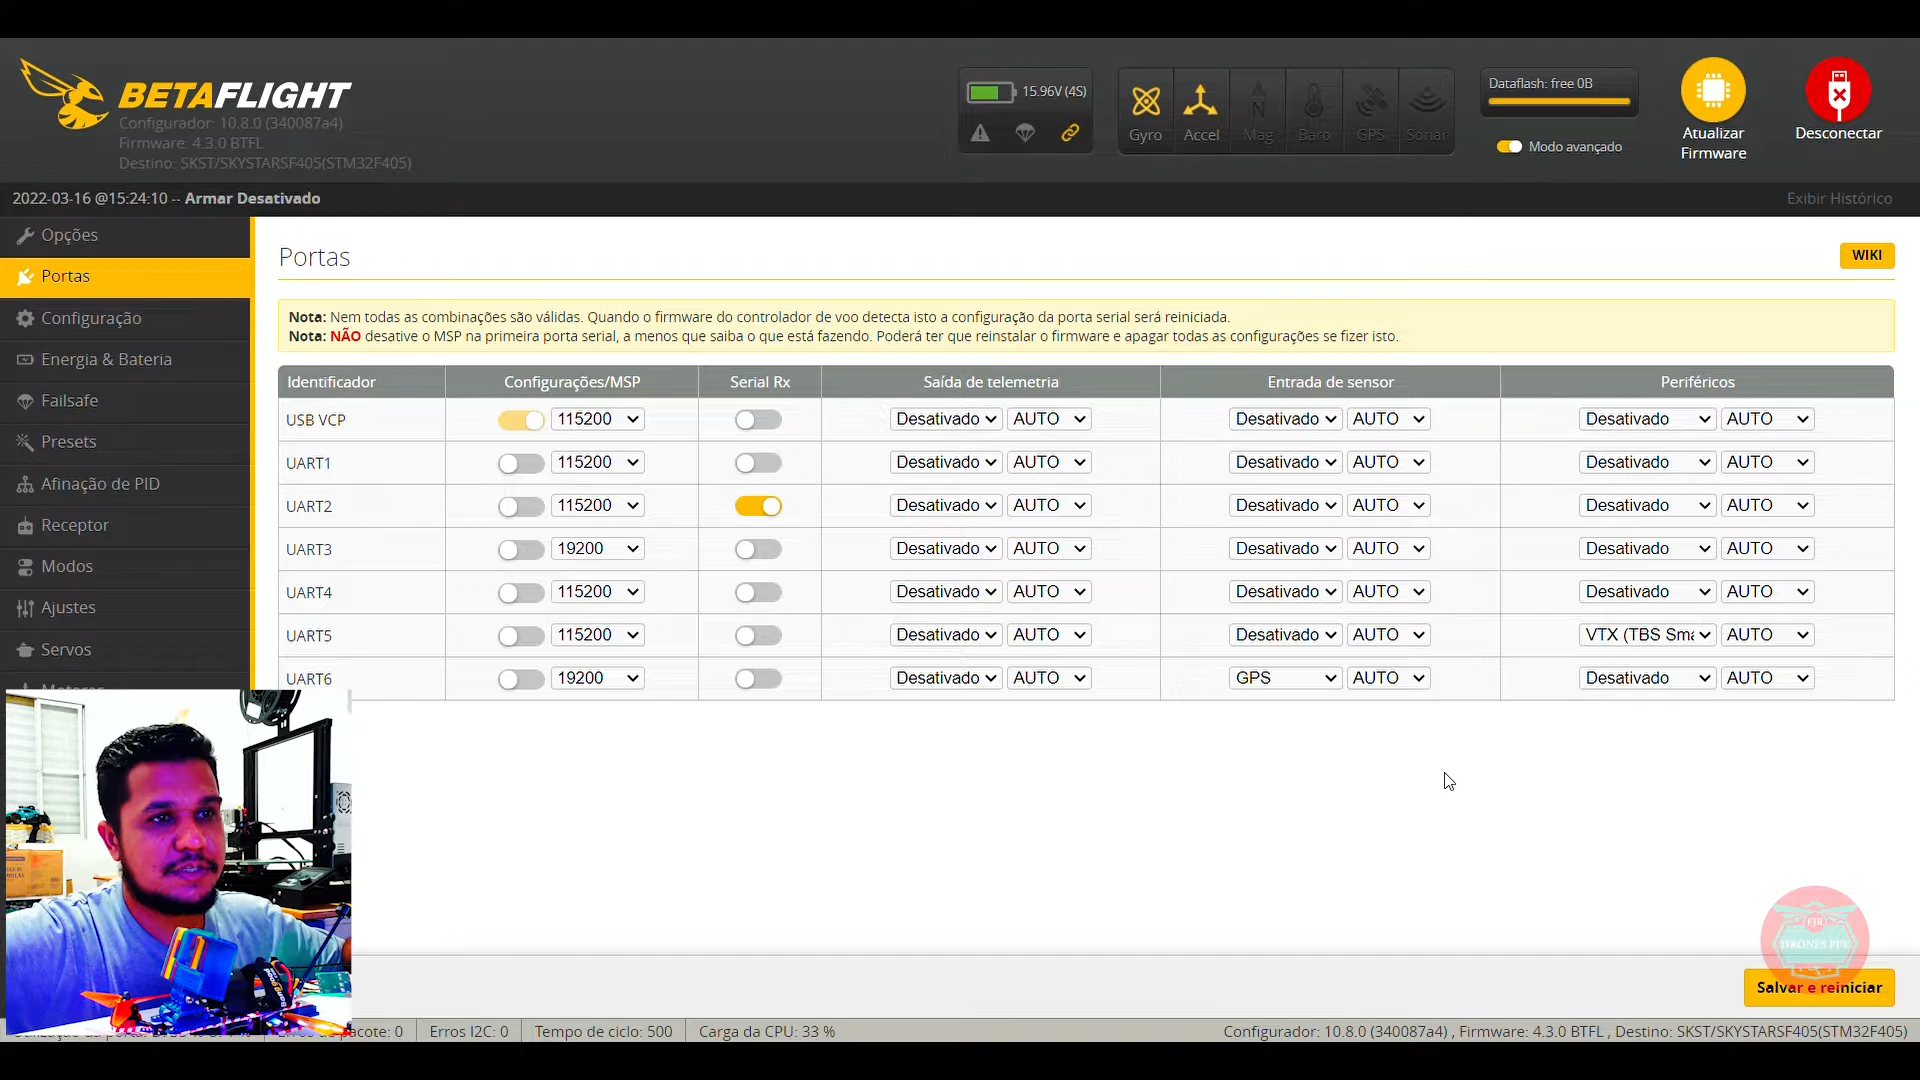 BETAFLIGHT
Configurador: 10.8.0 (340087a4)
Firmware: 4.3.0 BTFL
Destino: SKST/SKYSTARSF405(STM32F405)
15.96V (4S)
Gyro Accel Mag Baro GPS Sonar
Dataflash: free 0B
Modo avançado
Atualizar
Firmware
Desconectar
2022-03-16 @15:24:10 -- Armar Desativado
Exibir Histórico
Opções
Portas
Configuração
Energia & Bateria
Failsafe
Presets
Afinação de PID
Receptor
Modos
Ajustes
Servos
Motores
Portas
WIKI
Nota: Nem todas as combinações são válidas. Quando o firmware do controlador de voo detecta isto a configuração da porta serial será reiniciada.
Nota: NÃO desative o MSP na primeira porta serial, a menos que saiba o que está fazendo. Poderá ter que reinstalar o firmware e apagar todas as configurações se fizer isto.
Identificador Configurações/MSP Serial Rx Saída de telemetria Entrada de sensor Periféricos
USB VCP 115200 Desativado AUTO Desativado AUTO Desativado AUTO
UART1 115200 Desativado AUTO Desativado AUTO Desativado AUTO
UART2 115200 Desativado AUTO Desativado AUTO Desativado AUTO
UART3 19200 Desativado AUTO Desativado AUTO Desativado AUTO
UART4 115200 Desativado AUTO Desativado AUTO Desativado AUTO
UART5 115200 Desativado AUTO Desativado AUTO VTX (TBS Sma AUTO
UART6 19200 Desativado AUTO GPS AUTO Desativado AUTO
FJR
DRONES FPV
Salvar e reiniciar
pacote: 0 Erros I2C: 0 Tempo de ciclo: 500 Carga da CPU: 33 % Configurador: 10.8.0 (340087a4) , Firmware: 4.3.0 BTFL , Destino: SKST/SKYSTARSF405(STM32F405)